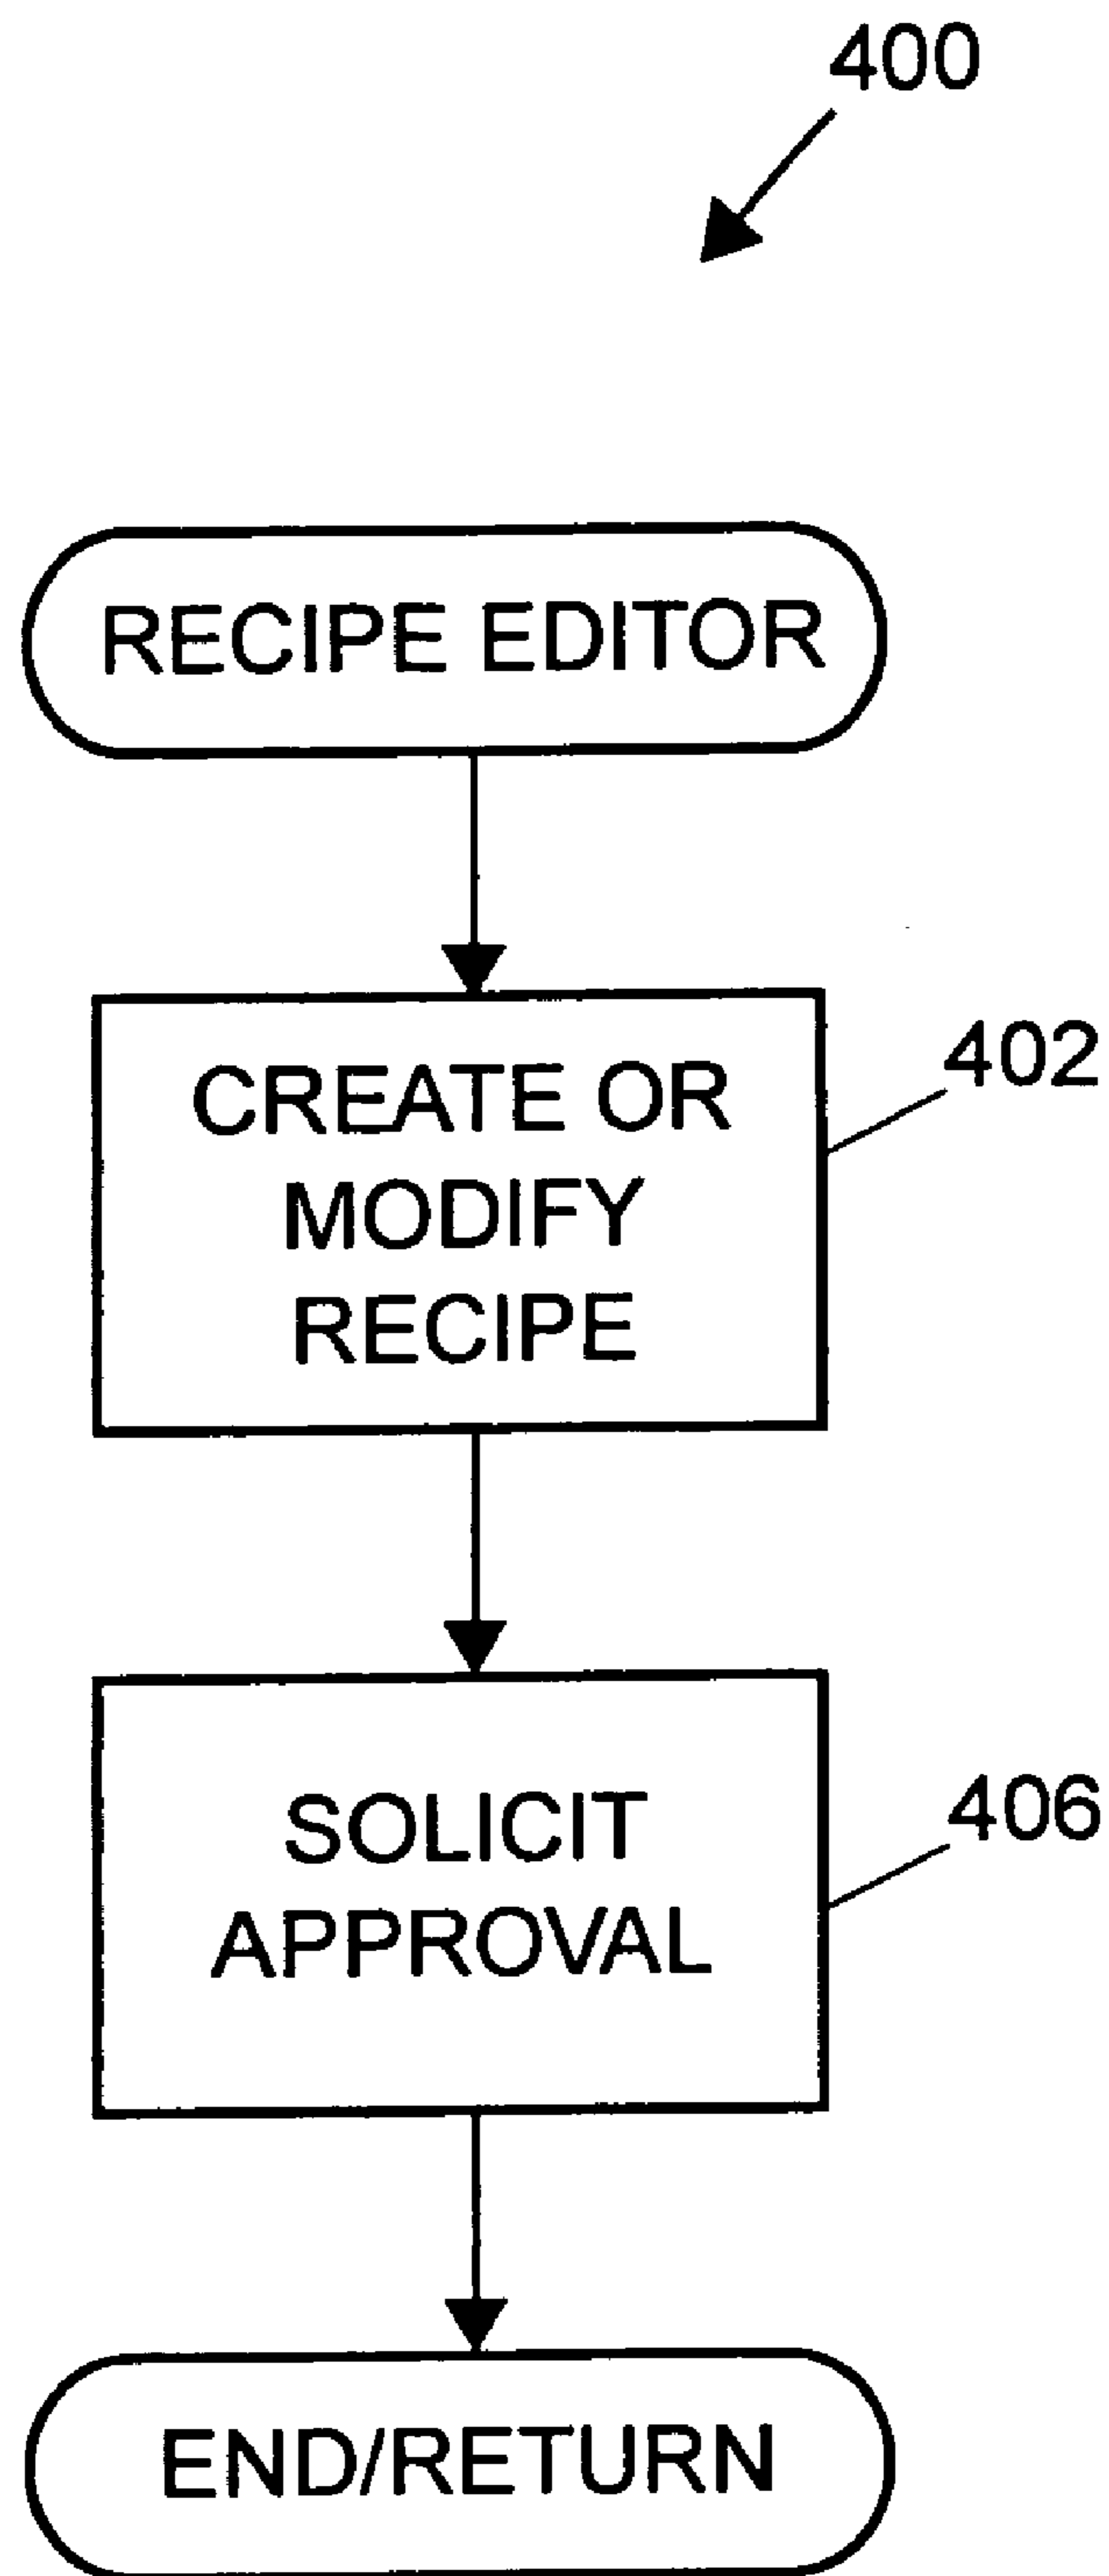 400
RECIPE EDITOR
CREATE OR
MODIFY
RECIPE
402
SOLICIT
APPROVAL
406
END/RETURN